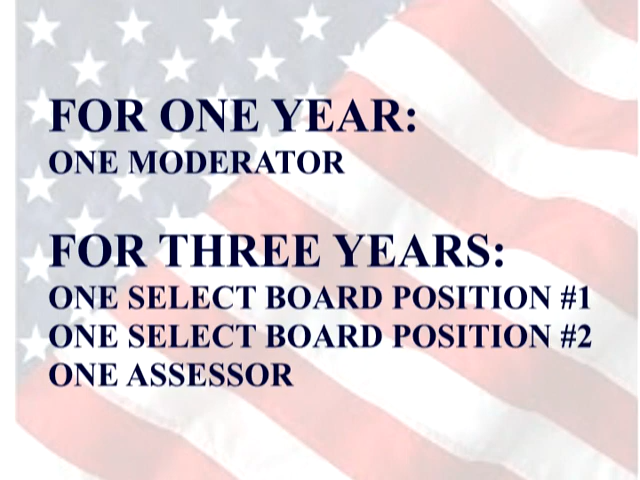 FOR ONE YEAR:
ONE MODERATOR
FOR THREE YEARS:
ONE SELECT BOARD POSITION #1
ONE SELECT BOARD POSITION #2
ONE ASSESSOR